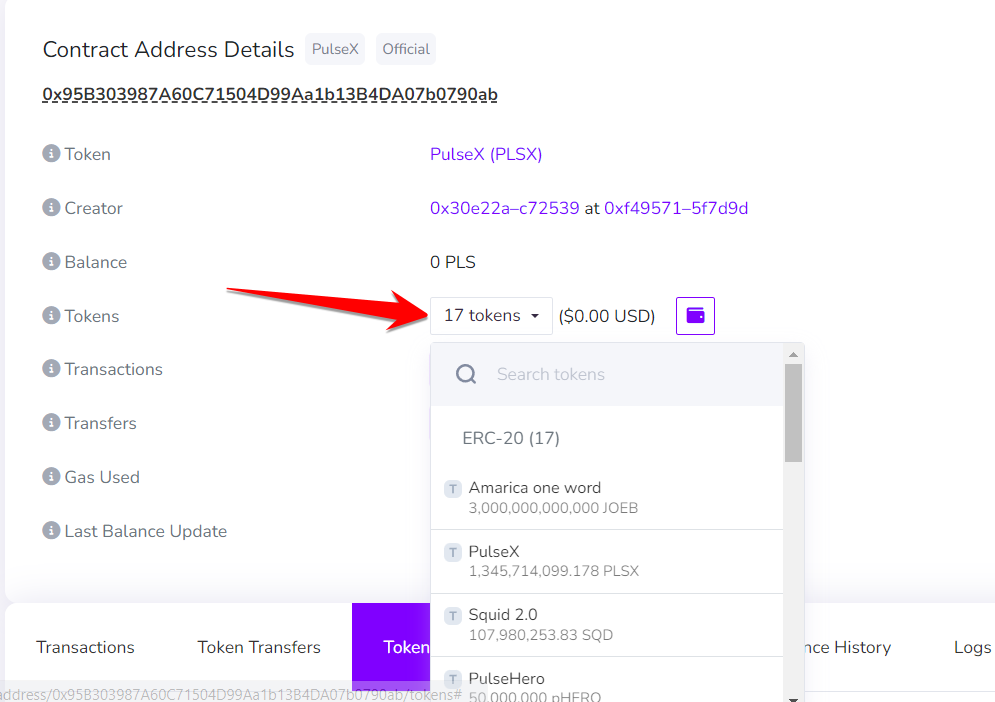 Contract Address Details PulseX Official
0x95B303987A60C71504D99Aa1b13B4DA07b0790ab
Token PulseX (PLSX)
Creator 0x30e22a–c72539 at 0xf49571–5f7d9d
Balance 0 PLS
Tokens 17 tokens ($0.00 USD)
Search tokens
Transactions
Transfers
ERC-20 (17)
Gas Used
T Amarica one word
3,000,000,000,000 JOEB
Last Balance Update
T PulseX
1,345,714,099.178 PLSX
T Squid 2.0
107,980,253.83 SQD
Transactions Token Transfers Token nce History Logs
T PulseHero
50,000,000 pHERO
address/0x95B303987A60C71504D99Aa1b13B4DA07b0790ab/tokens#